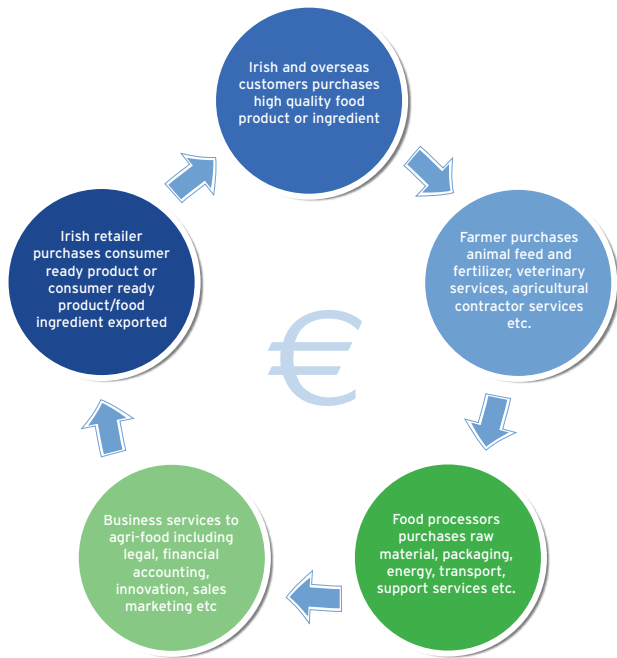 Irish and overseas
customers purchases
high quality food
product or ingredient
Farmer purchases
animal feed and
fertilizer, veterinary
services, agricultural
contractor services
etc.
Food processors
purchases raw
material, packaging,
energy, transport,
support services etc.
Business services to
agri-food including
legal, financial
accounting,
innovation, sales
marketing etc
Irish retailer
purchases consumer
ready product or
consumer ready
product/food
ingredient exported
€